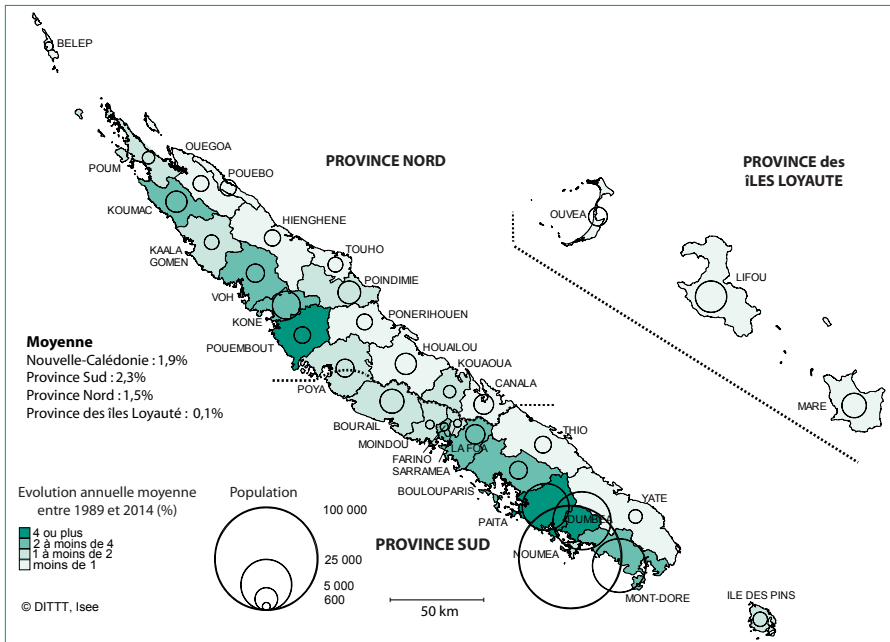 BELEP
OUEGOA
PROVINCE NORD
PROVINCE des
îLES LOYAUTE
POUM
POUEBO
KOUMAC
OUVEA
HIENGHENE
KAALA
GOMEN
TOUHO
LIFOU
POINDIMIE
VOH
PONERIHOUEN
KONE
Moyenne
Nouvelle-Calédonie : 1,9%
Province Sud : 2,3%
Province Nord : 1,5%
Province des îles Loyauté : 0,1%
POUEMBOUT
HOUAILOU
KOUAOUA
CANALA
POYA
MARE
BOURAIL
THIO
MOINDOU
LA FOA
FARINO
SARRAMEA
BOULOUPARIS
YATE
PAITA
DUMBEA
NOUMEA
PROVINCE SUD
MONT-DORE
ILE DES PINS
Evolution annuelle moyenne
entre 1989 et 2014 (%)
4 ou plus
2 à moins de 4
1 à moins de 2
moins de 1
Population
100 000
25 000
5 000
600
50 km
© DITTT, Isee